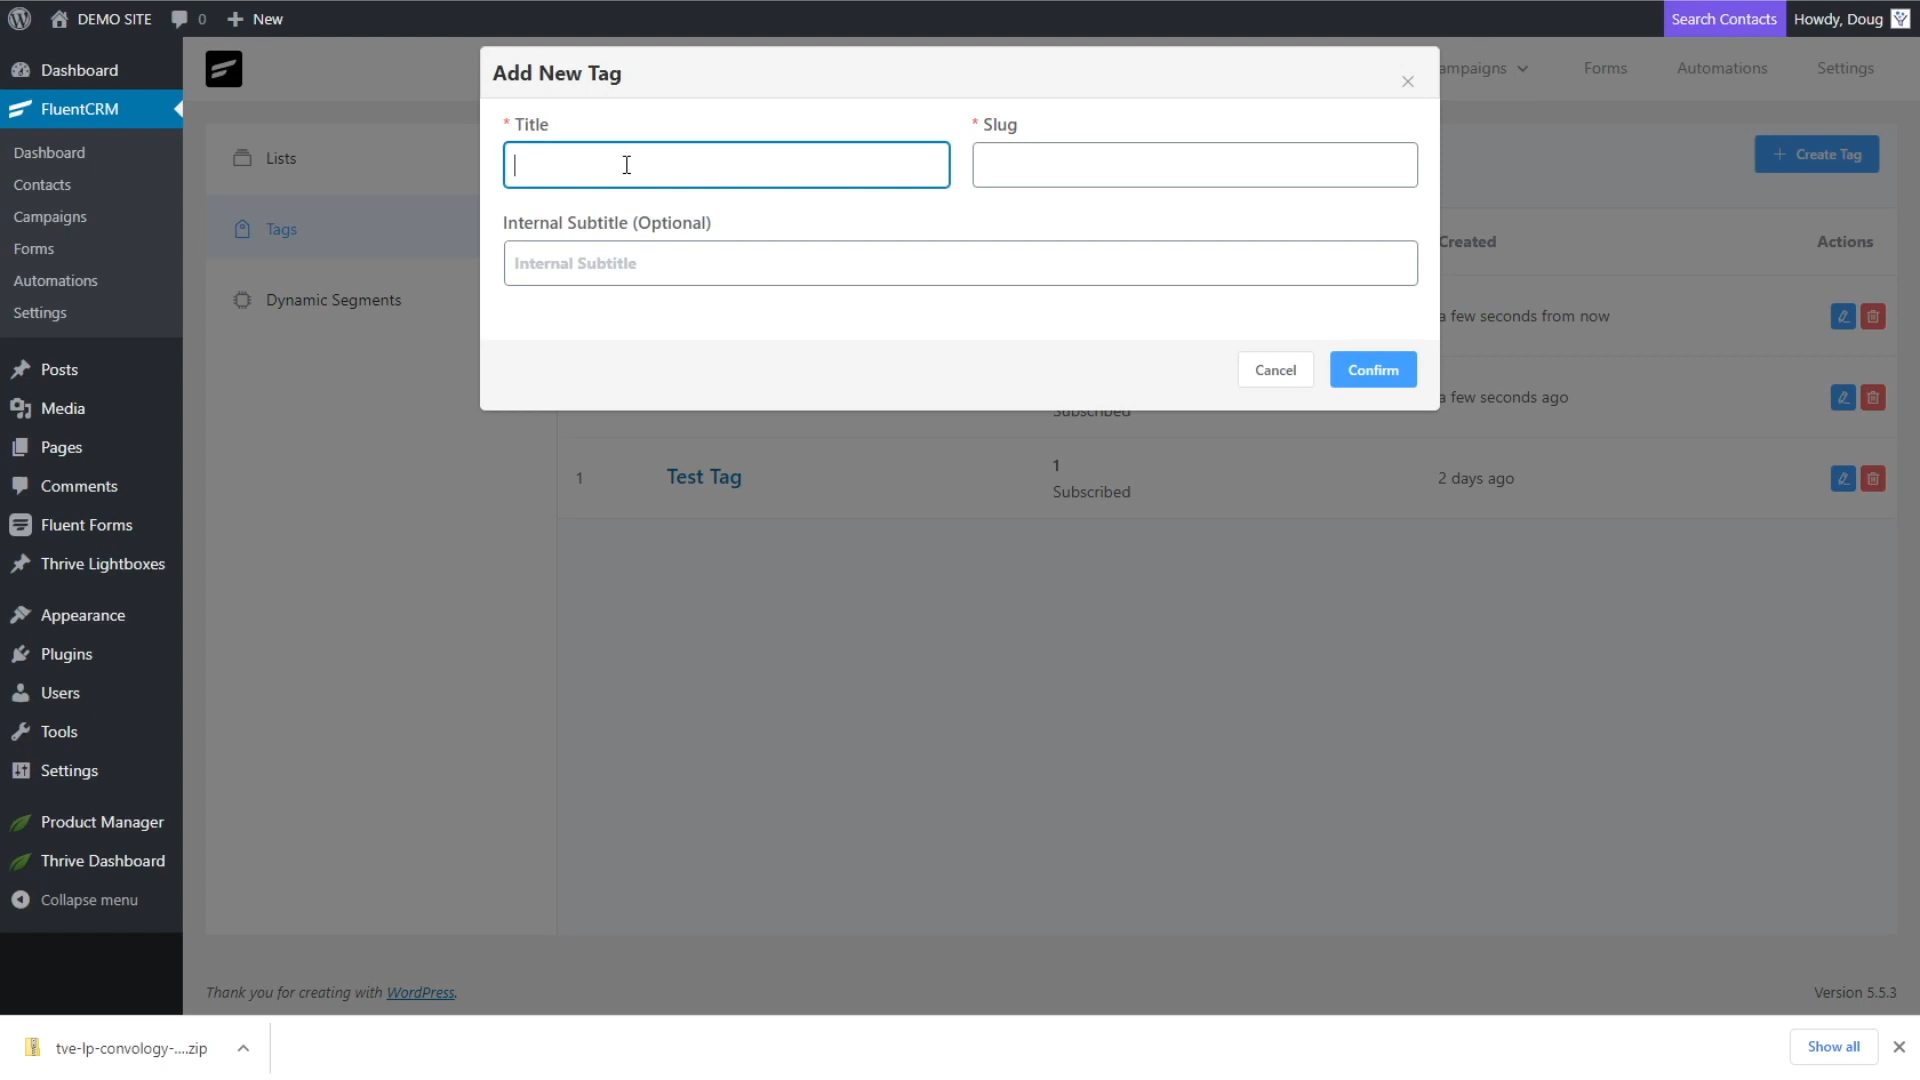 DEMO SITE
0
New
Search Contacts
Howdy, Doug
Dashboard
FluentCRM
Dashboard
Contacts
Campaigns
Forms
Automations
Settings
Posts
Media
Pages
Comments
Fluent Forms
Thrive Lightboxes
Appearance
Plugins
Users
Tools
Settings
Product Manager
Thrive Dashboard
Collapse menu
ampaigns
Forms
Automations
Settings
Lists
Tags
Dynamic Segments
+ Create Tag
Add New Tag
* Title
* Slug
Internal Subtitle (Optional)
Internal Subtitle
Cancel
Confirm
Created
Actions
a few seconds from now
Subscribed
a few seconds ago
1
Test Tag
1
Subscribed
2 days ago
Thank you for creating with WordPress.
Version 5.5.3
tve-lp-convology-....zip
Show all